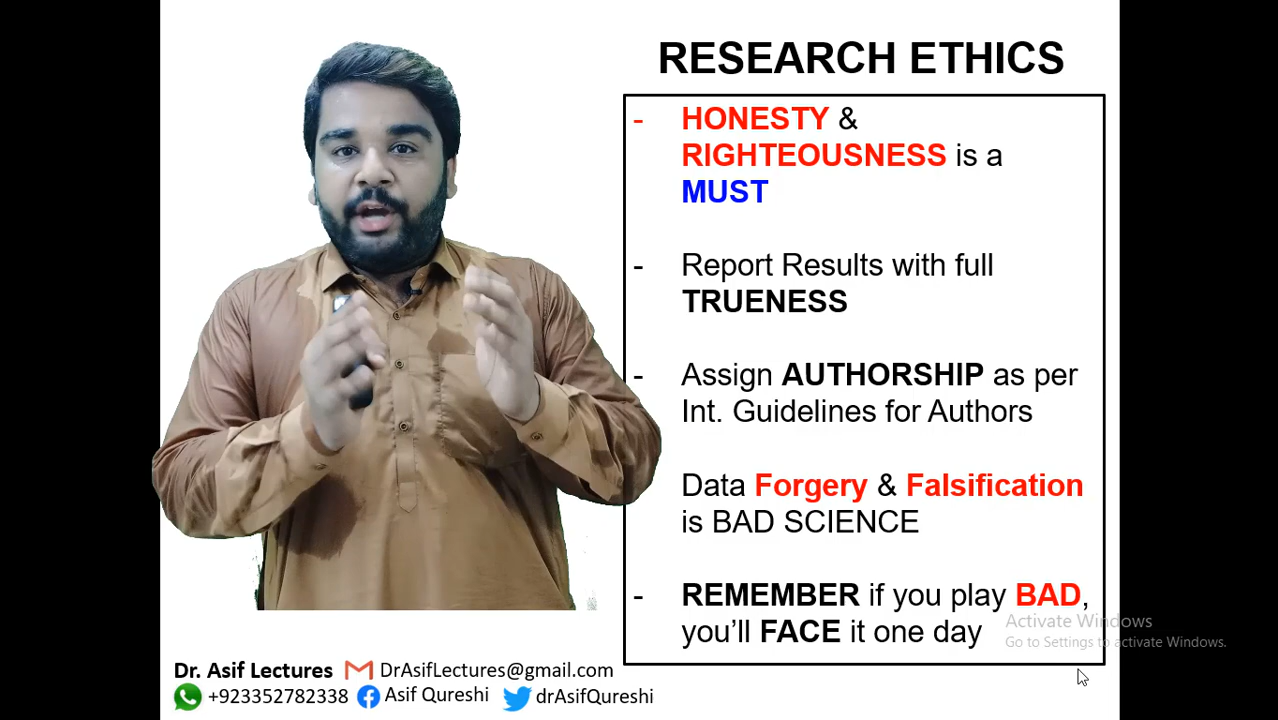 RESEARCH ETHICS
- HONESTY &
RIGHTEOUSNESS is a
MUST
- Report Results with full
TRUENESS
- Assign AUTHORSHIP as per
Int. Guidelines for Authors
Data Forgery & Falsification
is BAD SCIENCE
- REMEMBER if you play BAD,
you'll FACE it one day
Activate Windows
Go to Settings to activate Windows.
Dr. Asif Lectures DrAsifLectures@gmail.com
+923352782338 Asif Qureshi drAsifQureshi